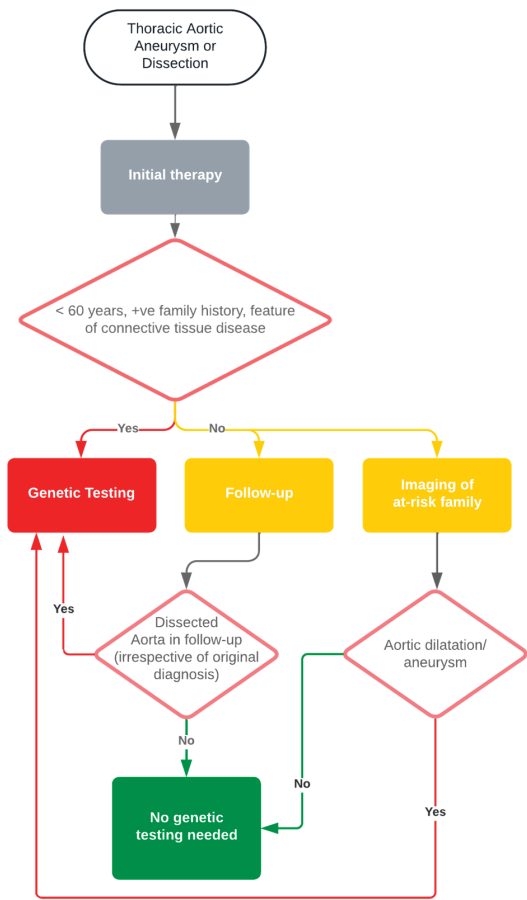 Thoracic Aortic
Aneurysm or
Dissection
Initial therapy
< 60 years, +ve family history, feature
of connective tissue disease
Yes
No
Genetic Testing
Follow-up
Imaging of
at-risk family
Yes
Dissected
Aorta in follow-up
(irrespective of original
diagnosis)
Aortic dilatation/
aneurysm
No
No
Yes
No genetic
testing needed